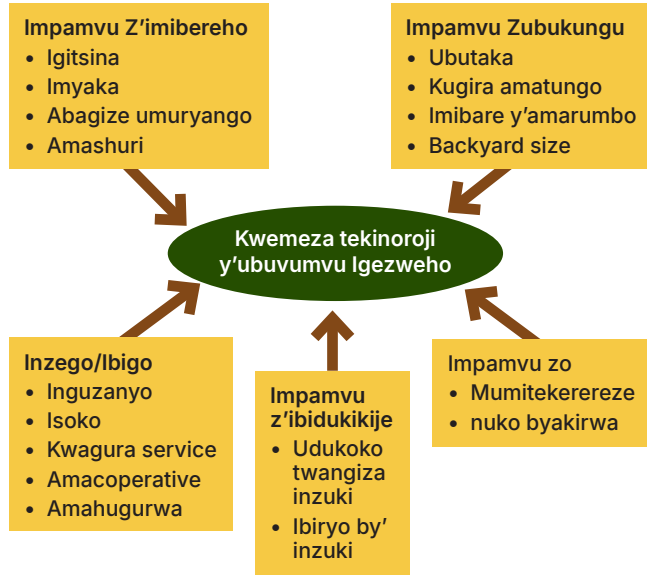 Impamvu Z’imibereho
• Igitsina
• Imyaka
• Abagize umuryango
• Amashuri
Impamvu Zubukungu
• Ubutaka
• Kugira amatungo
• Imibare y’amarumbo
• Backyard size
Kwemeza tekinoroji
y’ubuvumvu Igezweho
Inzego/Ibigo
• Inguzanyo
• Isoko
• Kwagura service
• Amacoperative
• Amahugurwa
Impamvu
z’ibidukikije
• Udukoko
twangiza
inzuki
• Ibiryo by’
inzuki
Impamvu zo
• Mumitekerereze
• nuko byakirwa